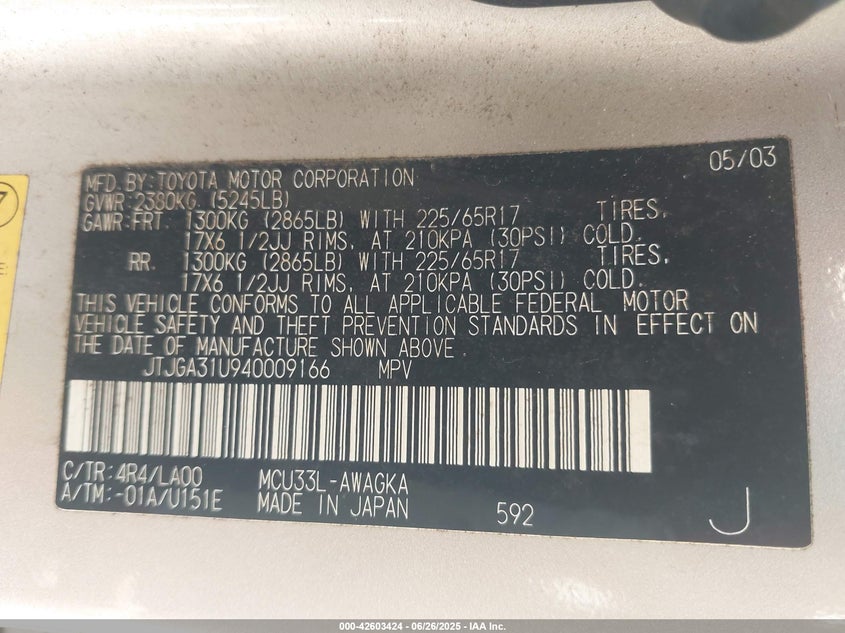 05/03
MFD.BY:TOYOTA MOTOR CORPORATION
GVWR:2380KG. (5245LB)
GAWR:FRT. 1300KG (2865LB) WITH 225/65R17 TIRES,
17X6 1/2JJ RIMS, AT 210KPA (30PSI) COLD.
RR. 1300KG (2865LB) WITH 225/65R17 TIRES,
17X6 1/2JJ RIMS, AT 210KPA (30PSI) COLD.
THIS VEHICLE CONFORMS TO ALL APPLICABLE FEDERAL MOTOR
VEHICLE SAFETY AND THEFT PREVENTION STANDARDS IN EFFECT ON
THE DATE OF MANUFACTURE SHOWN ABOVE.
JTJGA31U940009166 MPV
C/TR:4R4/LA00 MCU33L-AWAGKA
A/TM:-01A/U151E MADE IN JAPAN 592 J
000-42603424 - 06/26/2025 - IAA Inc.